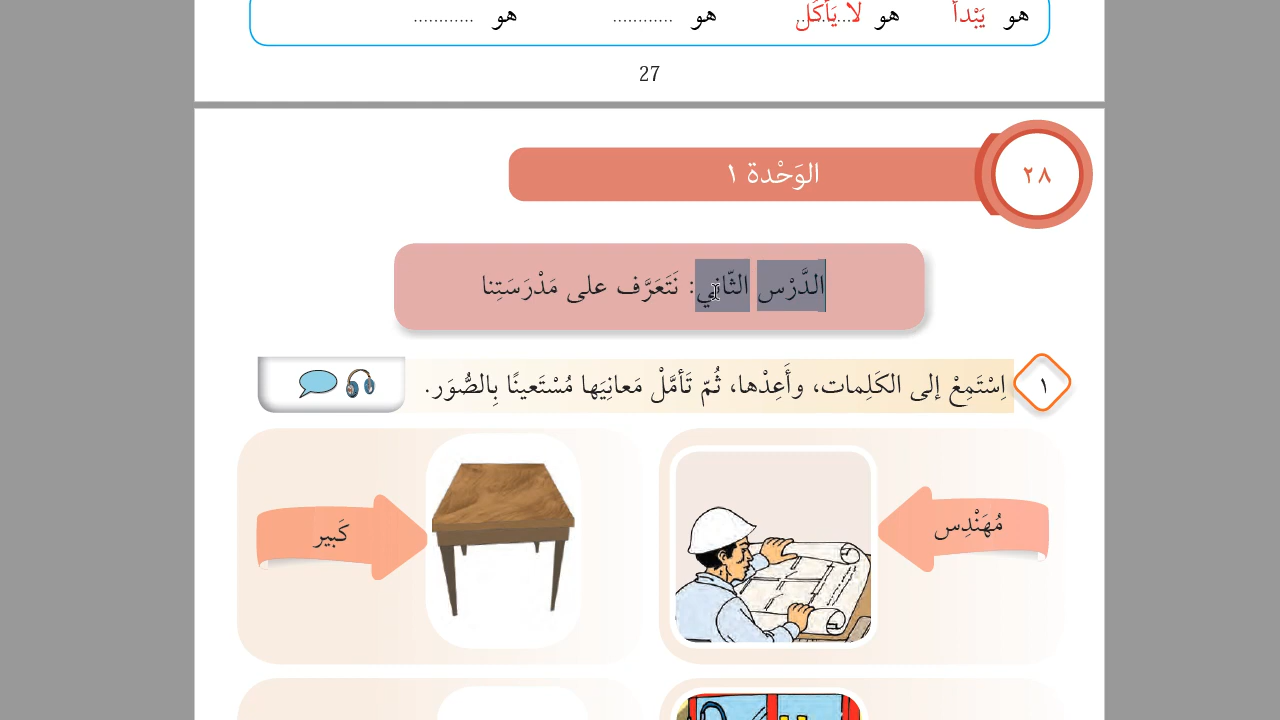 هو يَبْدأ هو لا يَأكُل هو ............ هو ............
27
٢٨
الوَحْدة ١
الدَّرْس الثّاني: نَتَعَرَّف على مَدْرَسَتِنا
١ اِسْتَمِعْ إلى الكَلِمات، وأَعِدْها، ثُمّ تَأمَّلْ مَعانِيَها مُسْتَعينًا بِالصُّوَر.
مُهَنْدِس
كَبير